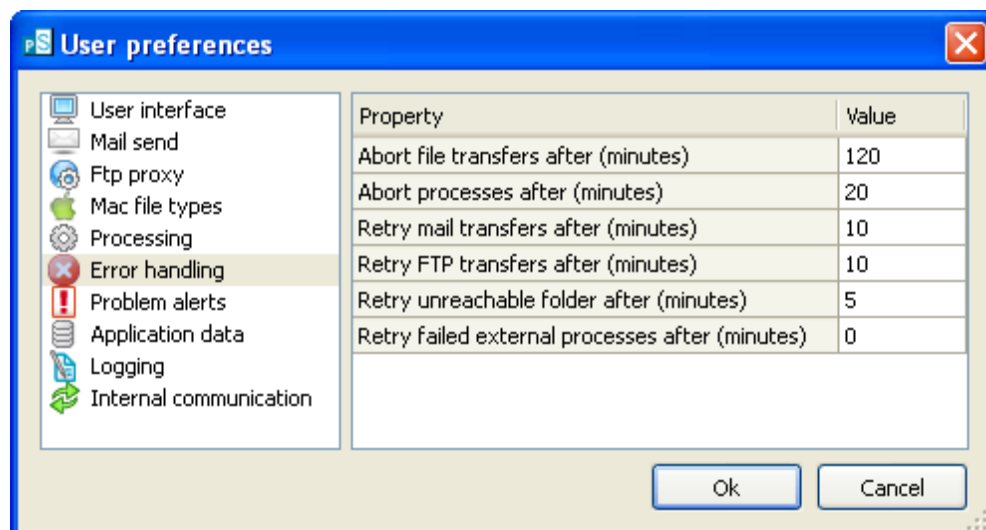 PS User preferences
User interface
Mail send
Ftp proxy
Mac file types
Processing
Error handling
Problem alerts
Application data
Logging
Internal communication
Property Value
Abort file transfers after (minutes) 120
Abort processes after (minutes) 20
Retry mail transfers after (minutes) 10
Retry FTP transfers after (minutes) 10
Retry unreachable folder after (minutes) 5
Retry failed external processes after (minutes) 0
Ok Cancel